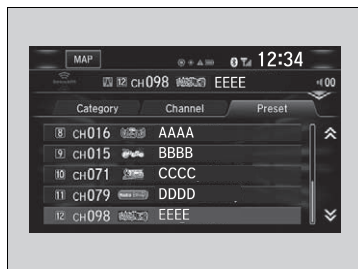 MAP 12:34
12 CH098 EEEE 00
Category Channel Preset
8 CH016 AAAA
9 CH015 BBBB
10 CH071 CCCC
11 CH079 DDDD
12 CH098 EEEE